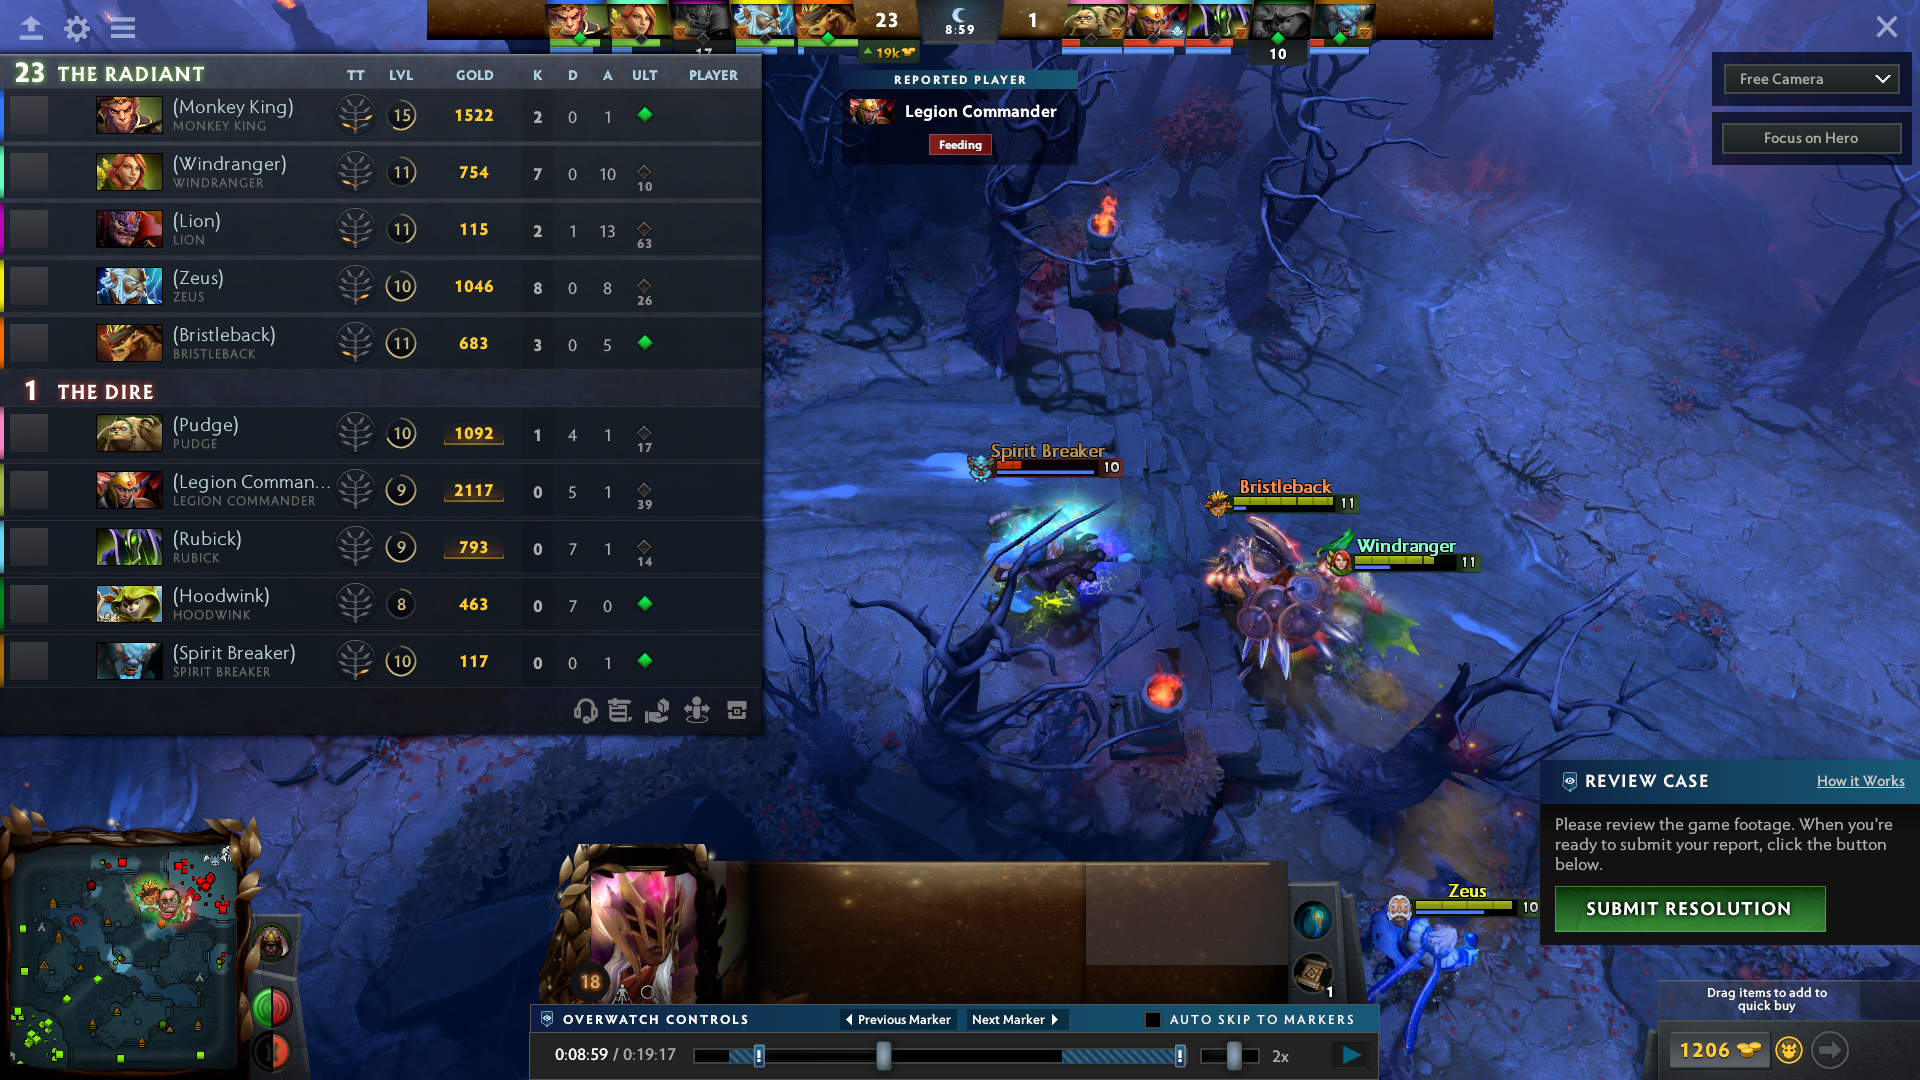 23
8:59
1
17
10
19k
REPORTED PLAYER
Legion Commander
Feeding
Free Camera
Focus on Hero
23 THE RADIANT TT LVL GOLD K D A ULT PLAYER
(Monkey King)
MONKEY KING
15 1522 2 0 1
(Windranger)
WINDRANGER
11 754 7 0 10 10
(Lion)
LION
11 115 2 1 13 63
(Zeus)
ZEUS
10 1046 8 0 8 26
(Bristleback)
BRISTLEBACK
11 683 3 0 5
1 THE DIRE
(Pudge)
PUDGE
10 1092 1 4 1 17
(Legion Comman...
LEGION COMMANDER
9 2117 0 5 1 39
(Rubick)
RUBICK
9 793 0 7 1 14
(Hoodwink)
HOODWINK
8 463 0 7 0
(Spirit Breaker)
SPIRIT BREAKER
10 117 0 0 1
Spirit Breaker
10
Bristleback
11
Windranger
11
REVIEW CASE How it Works
Please review the game footage. When you're
ready to submit your report, click the button
below.
SUBMIT RESOLUTION
Zeus
10
18
1
Drag items to add to
quick buy
1206
OVERWATCH CONTROLS Previous Marker Next Marker AUTO SKIP TO MARKERS
0:08:59 / 0:19:17 2x